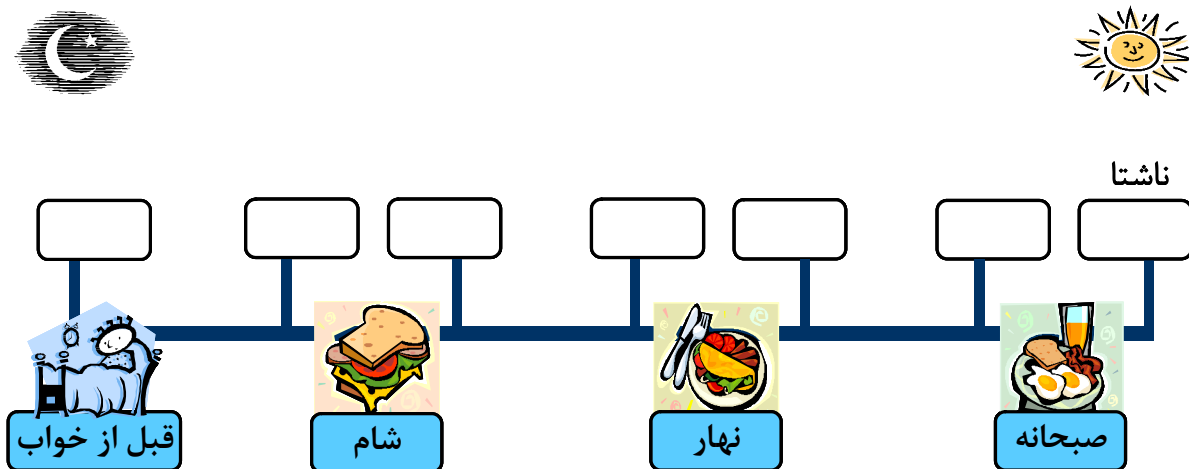 ناشتا
صبحانه
نهار
شام
قبل از خواب